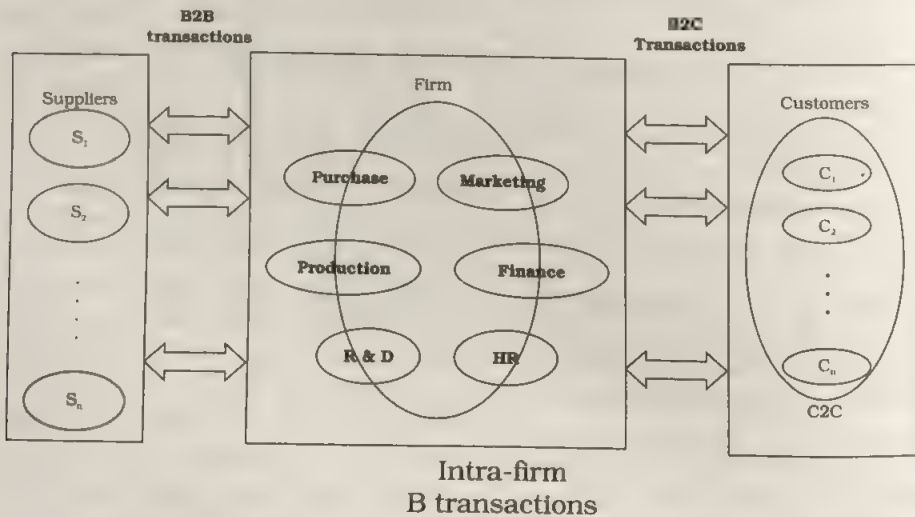 B2B
transactions
B2C
Transactions
Suppliers
S₁
S₂
Sₙ
Firm
Purchase
Marketing
Production
Finance
R & D
HR
Customers
C₁
C₂
Cₙ
C2C
Intra-firm
B transactions